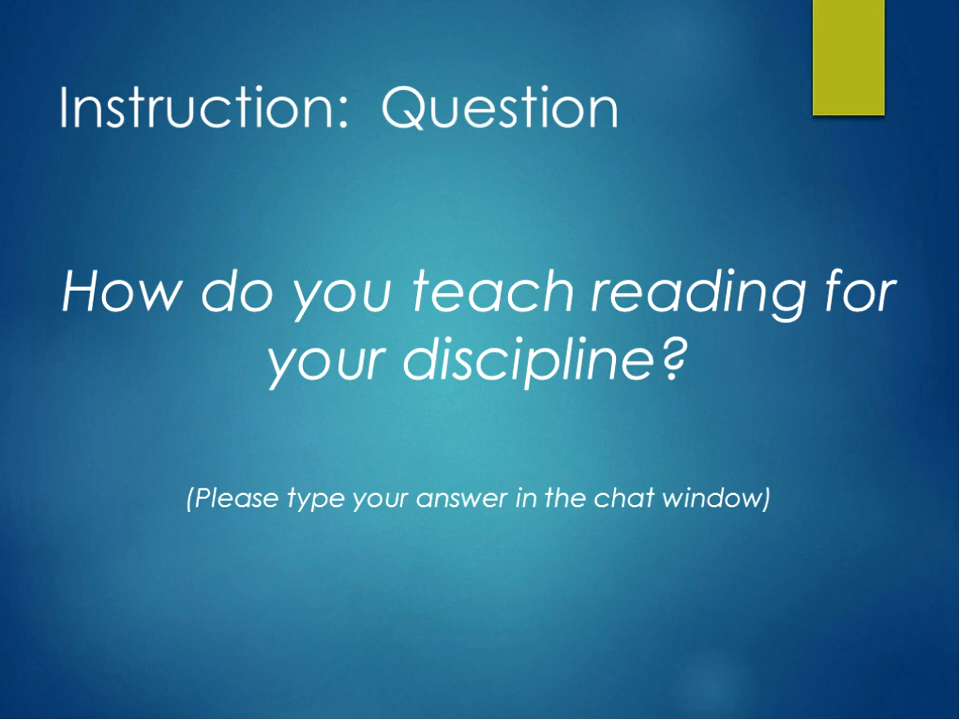 Instruction:  Question
How do you teach reading for
your discipline?
(Please type your answer in the chat window)